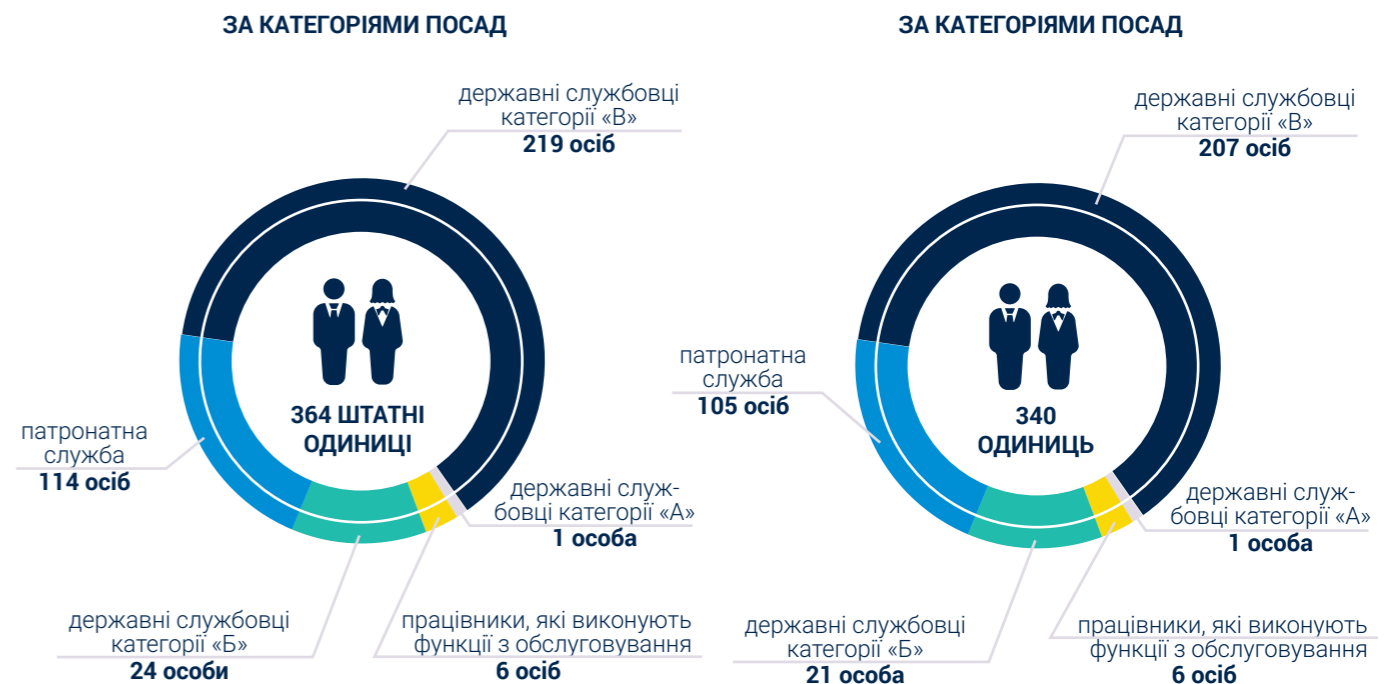 ЗА КАТЕГОРІЯМИ ПОСАД
державні службовці
категорії «В»
219 осіб
364 ШТАТНІ
ОДИНИЦІ
патронатна
служба
114 осіб
державні служ-
бовці категорії «А»
1 особа
державні службовці
категорії «Б»
24 особи
працівники, які виконують
функції з обслуговування
6 осіб
ЗА КАТЕГОРІЯМИ ПОСАД
державні службовці
категорії «В»
207 осіб
патронатна
служба
105 осіб
340
ОДИНИЦЬ
державні служ-
бовці категорії «А»
1 особа
державні службовці
категорії «Б»
21 особа
працівники, які виконують
функції з обслуговування
6 осіб